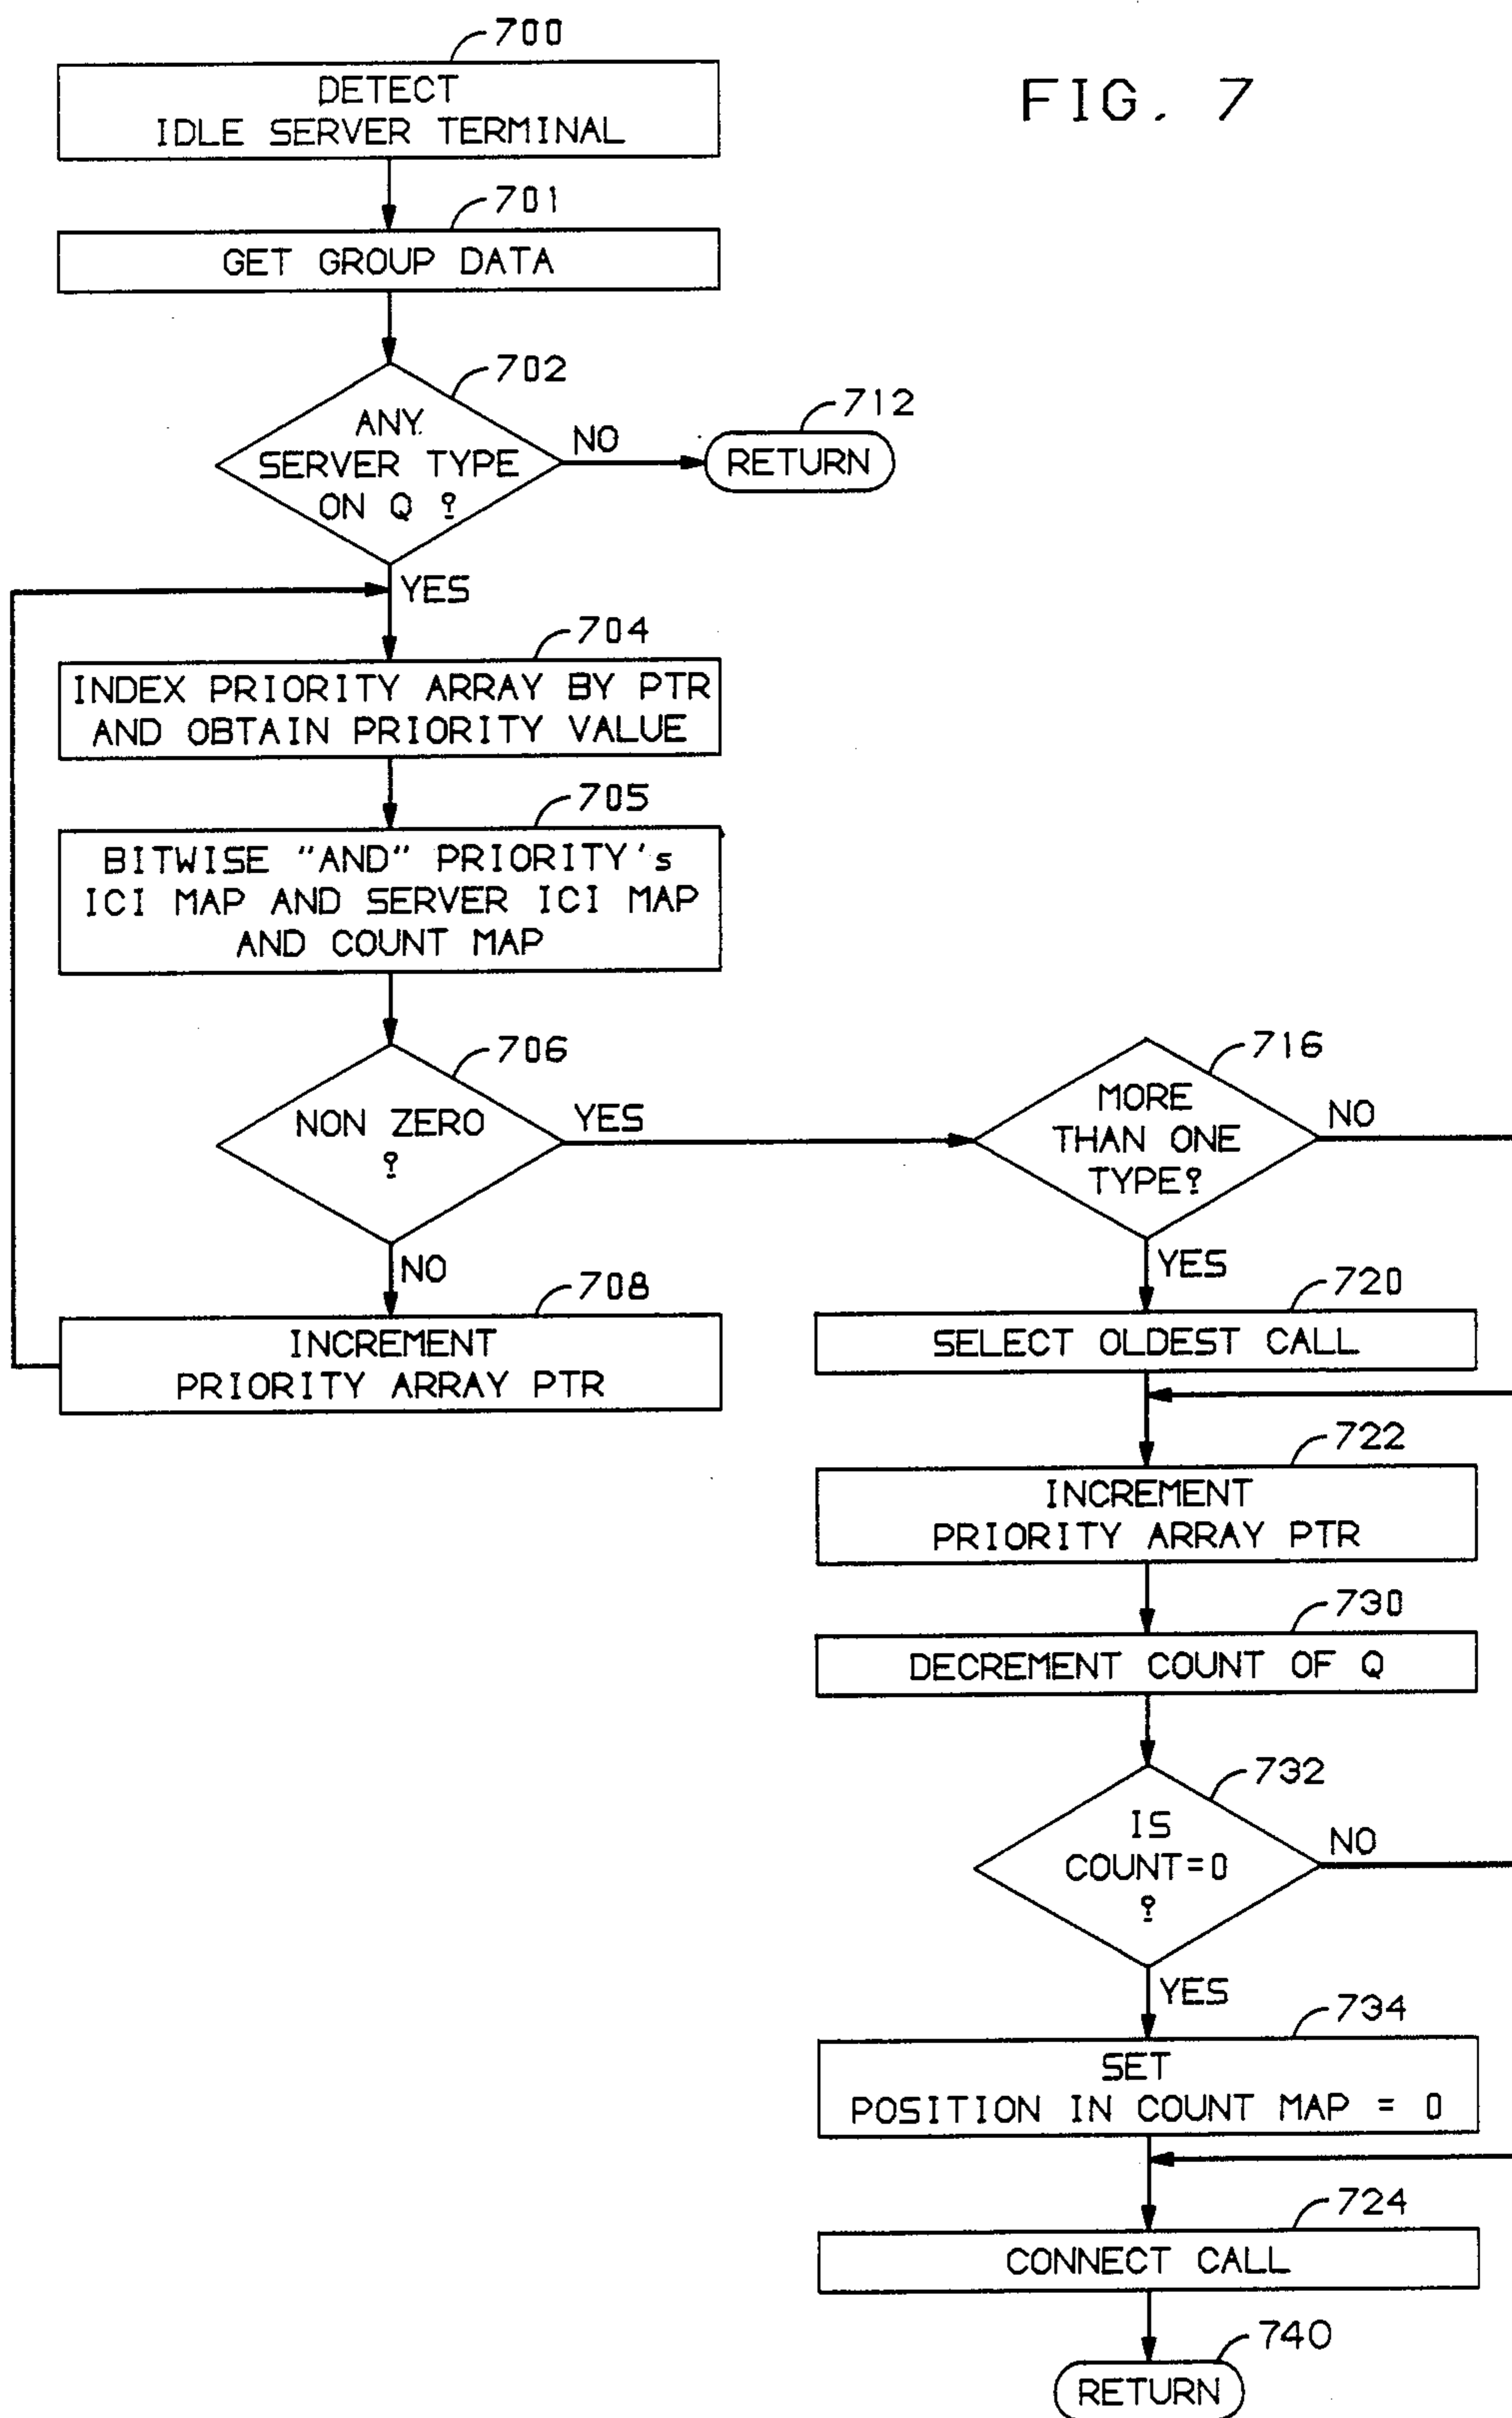 FIG. 7
700
DETECT
IDLE SERVER TERMINAL
701
GET GROUP DATA
702
ANY
SERVER TYPE
ON Q ?
NO
712
RETURN
YES
704
INDEX PRIORITY ARRAY BY PTR
AND OBTAIN PRIORITY VALUE
705
BITWISE "AND" PRIORITY's
ICI MAP AND SERVER ICI MAP
AND COUNT MAP
706
NON ZERO
?
YES
NO
708
INCREMENT
PRIORITY ARRAY PTR
716
MORE
THAN ONE
TYPE?
NO
YES
720
SELECT OLDEST CALL
722
INCREMENT
PRIORITY ARRAY PTR
730
DECREMENT COUNT OF Q
732
IS
COUNT=0
?
NO
YES
734
SET
POSITION IN COUNT MAP = 0
724
CONNECT CALL
740
RETURN